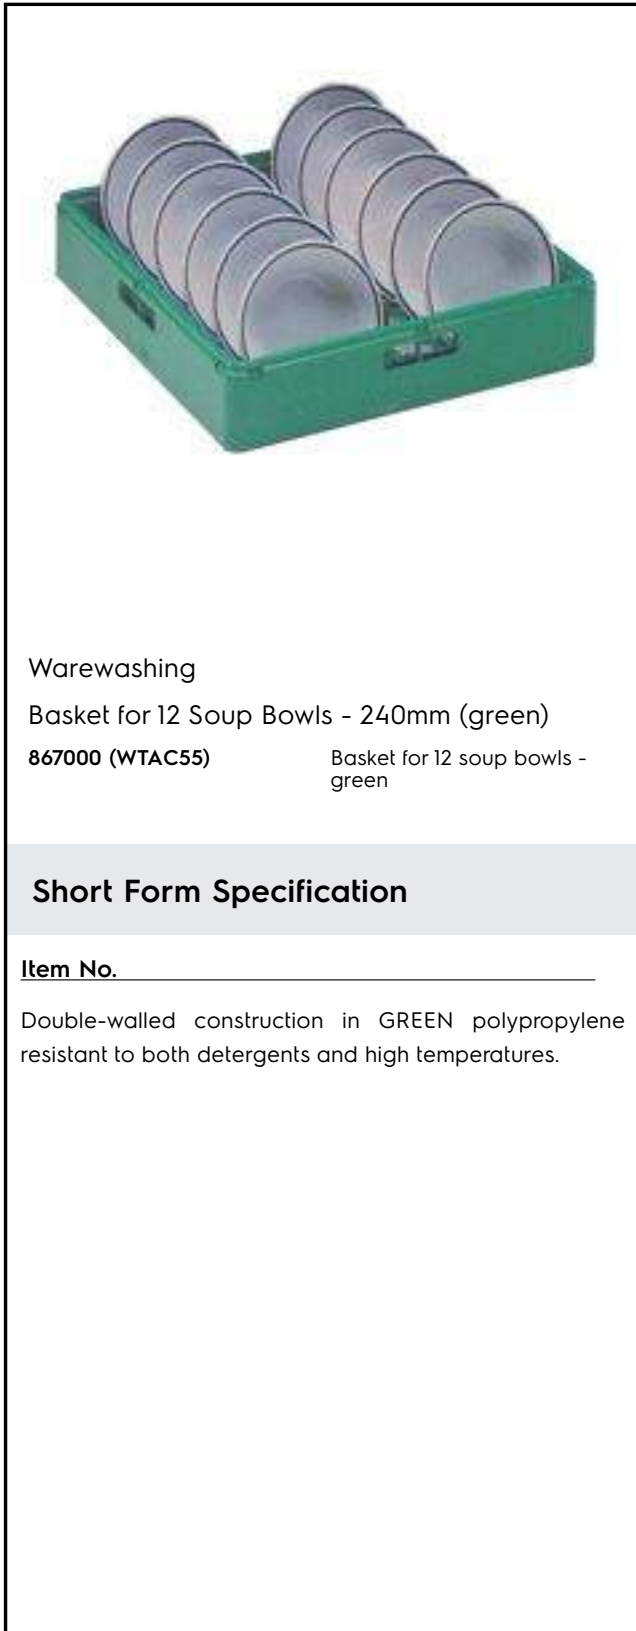 Warewashing
Basket for 12 Soup Bowls - 240mm (green)
867000 (WTAC55)
Basket for 12 soup bowls -
green
Short Form Specification
Item No.
Double-walled construction in GREEN polypropylene
resistant to both detergents and high temperatures.